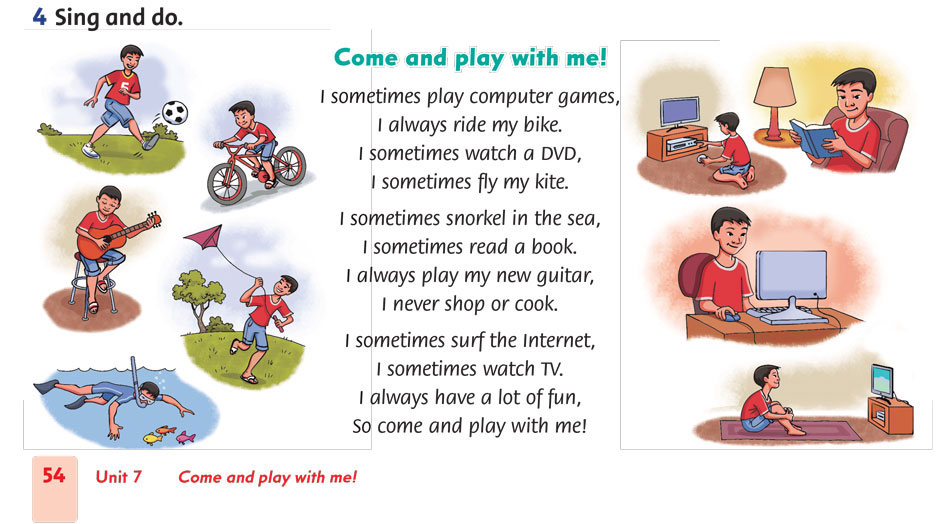 4 Sing and do.
Come and play with me!
I sometimes play computer games,
I always ride my bike.
I sometimes watch a DVD,
I sometimes fly my kite.
I sometimes snorkel in the sea,
I sometimes read a book.
I always play my new guitar,
I never shop or cook.
I sometimes surf the Internet,
I sometimes watch TV.
I always have a lot of fun,
So come and play with me!
54 Unit 7 Come and play with me!